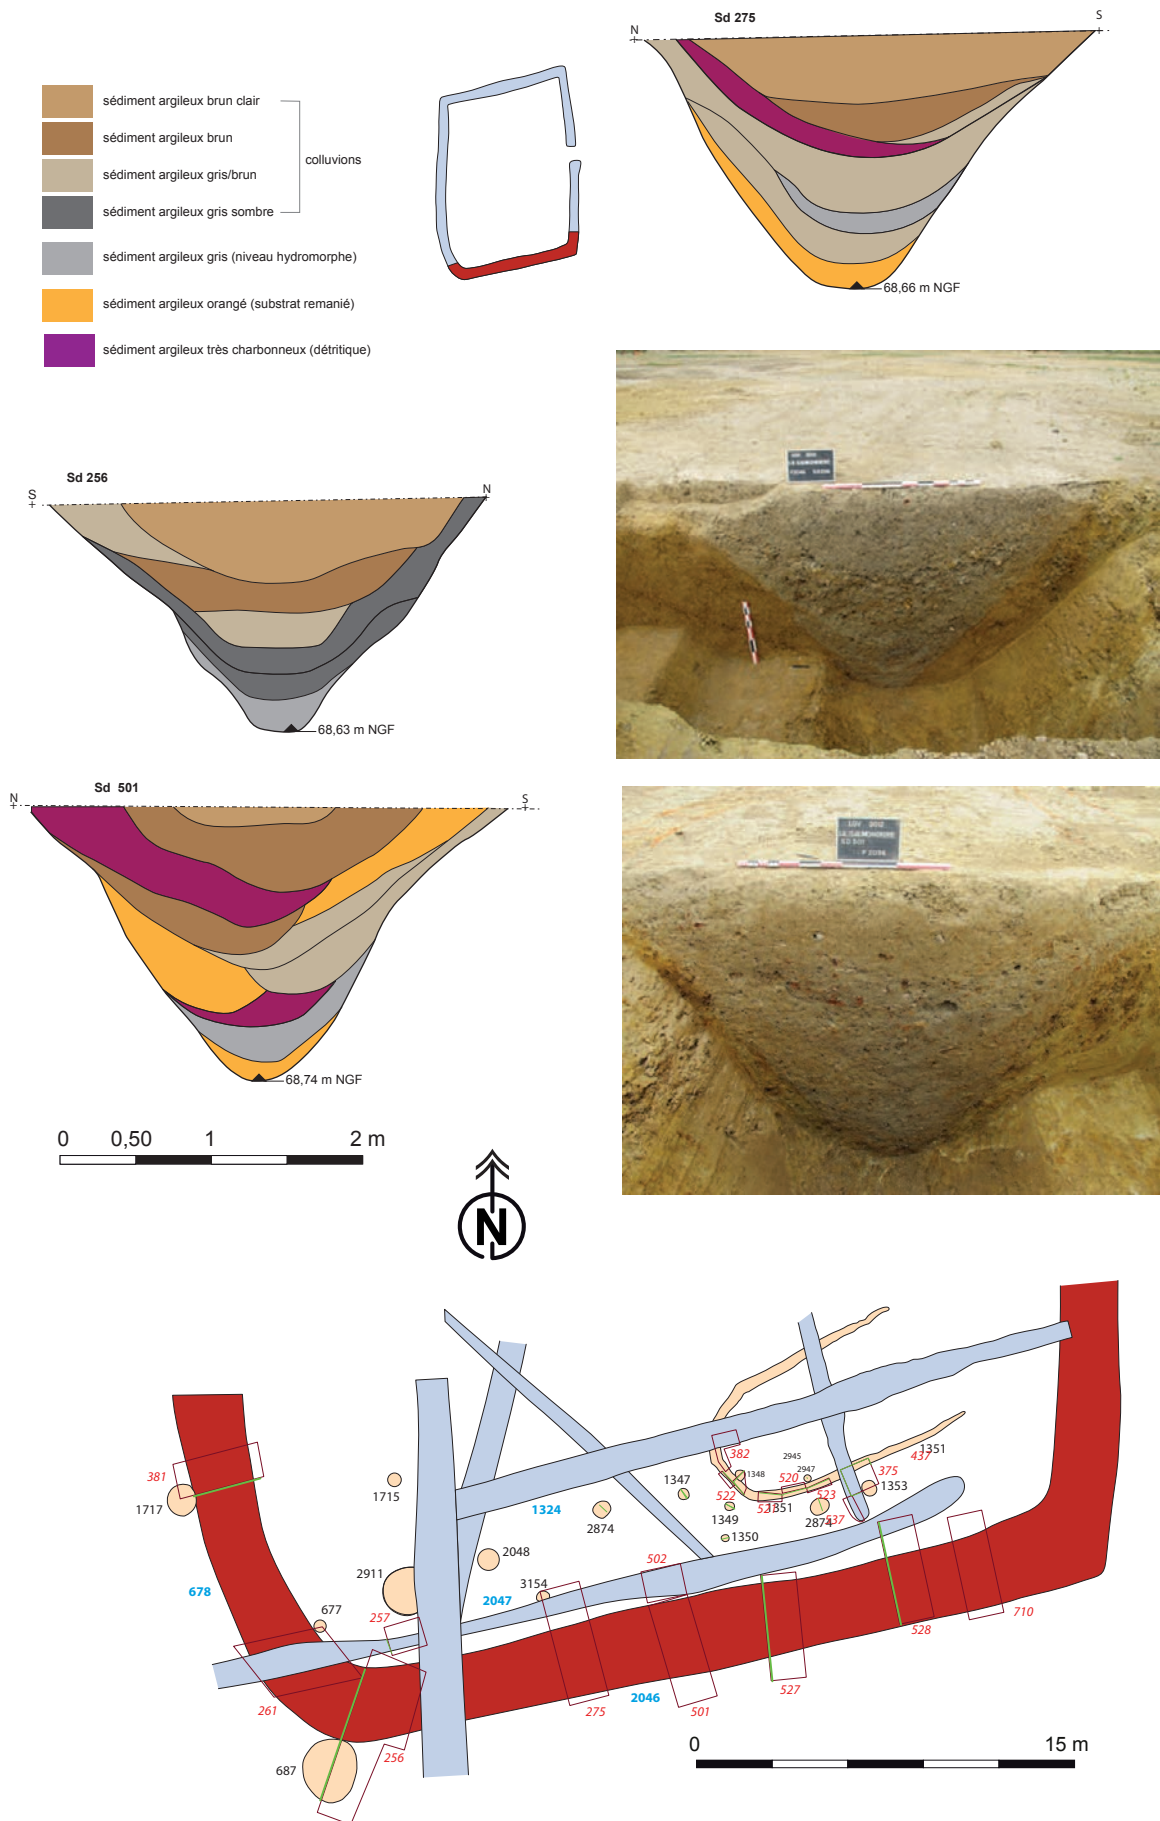 Sd 275
N
S
sédiment argileux brun clair
sédiment argileux brun
colluvions
sédiment argileux gris/brun
sédiment argileux gris sombre
sédiment argileux gris (niveau hydromorphe)
sédiment argileux orangé (substrat remanié)
sédiment argileux très charbonneux (détritique)
68,66 m NGF
Sd 256
S
N
68,63 m NGF
Sd 501
N
S
SD 501
68,74 m NGF
0 0,50 1 2 m
N
382
1351
437
2945
2947
1348
520
375
1353
381
1717
1715
1347
522
1351
523
1324
2874
1349
2874
537
1350
2048
502
2911
678
2047
3154
677
257
710
528
261
275
2046
501
527
256
687
0 15 m